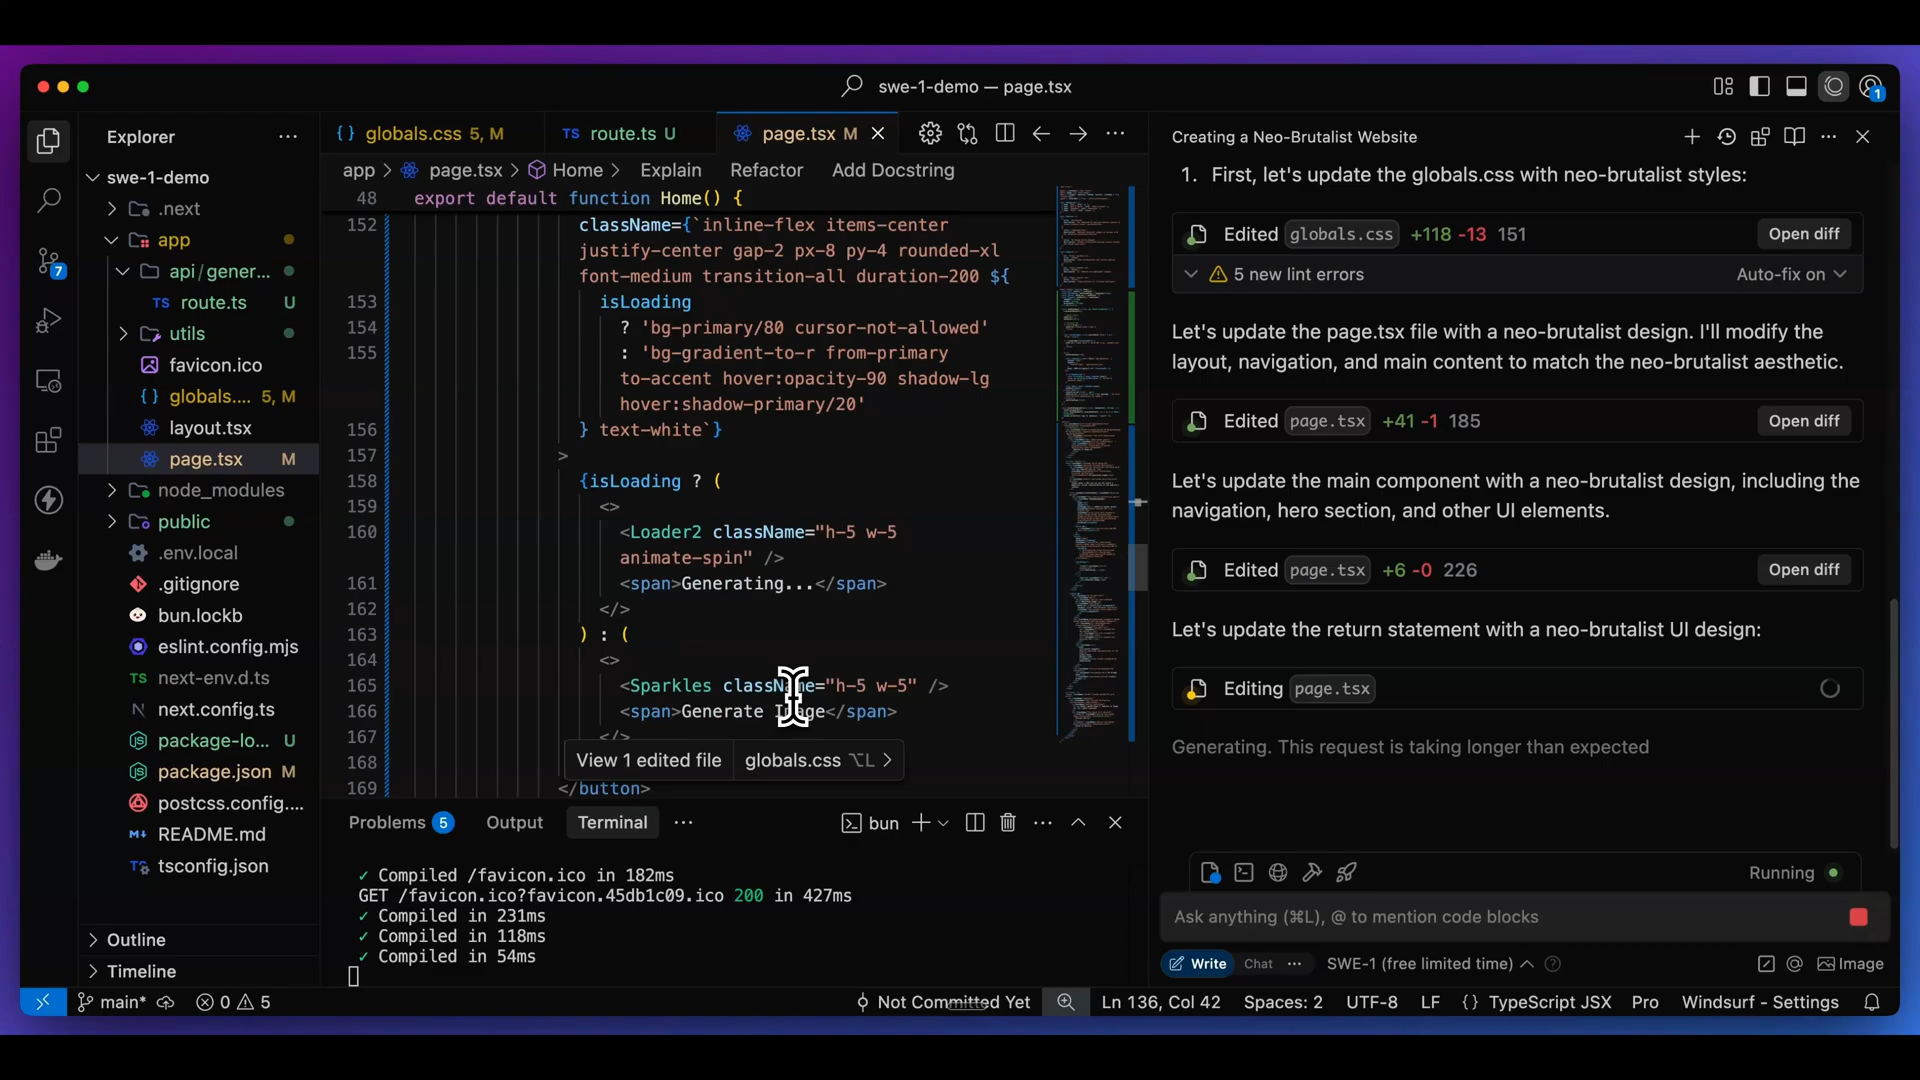 swe-1-demo — page.tsx
1
Explorer
swe-1-demo
.next
app
api/gener...
TS route.ts U
utils
favicon.ico
{} globals.... 5, M
layout.tsx
page.tsx M
node_modules
public
.env.local
.gitignore
bun.lockb
eslint.config.mjs
TS next-env.d.ts
next.config.ts
package-lo... U
package.json M
postcss.config....
README.md
tsconfig.json
Outline
Timeline
7
{} globals.css 5, M
TS route.ts U
page.tsx M
app > page.tsx > Home > Explain Refactor Add Docstring
48 export default function Home() {
152 className={`inline-flex items-center
justify-center gap-2 px-8 py-4 rounded-xl
font-medium transition-all duration-200 ${
153 isLoading
154 ? 'bg-primary/80 cursor-not-allowed'
155 : 'bg-gradient-to-r from-primary
to-accent hover:opacity-90 shadow-lg
hover:shadow-primary/20'
156 } text-white`}
157 >
158 {isLoading ? (
159 <>
160 <Loader2 className="h-5 w-5
animate-spin" />
161 <span>Generating...</span>
162 </>
163 ) : (
164 <>
165 <Sparkles className="h-5 w-5" />
166 <span>Generate Image</span>
167 </>
168
169 </button>
View 1 edited file globals.css ⌥L >
Problems 5 Output Terminal
bun
✓ Compiled /favicon.ico in 182ms
GET /favicon.ico?favicon.45db1c09.ico 200 in 427ms
✓ Compiled in 231ms
✓ Compiled in 118ms
✓ Compiled in 54ms
Creating a Neo-Brutalist Website
1. First, let's update the globals.css with neo-brutalist styles:
Edited globals.css +118 -13 151 Open diff
5 new lint errors Auto-fix on
Let's update the page.tsx file with a neo-brutalist design. I'll modify the
layout, navigation, and main content to match the neo-brutalist aesthetic.
Edited page.tsx +41 -1 185 Open diff
Let's update the main component with a neo-brutalist design, including the
navigation, hero section, and other UI elements.
Edited page.tsx +6 -0 226 Open diff
Let's update the return statement with a neo-brutalist UI design:
Editing page.tsx
Generating. This request is taking longer than expected
Running
Ask anything (⌘L), @ to mention code blocks
Write Chat SWE-1 (free limited time) Image
main* 0 5 Not Committed Yet Ln 136, Col 42 Spaces: 2 UTF-8 LF {} TypeScript JSX Pro Windsurf - Settings